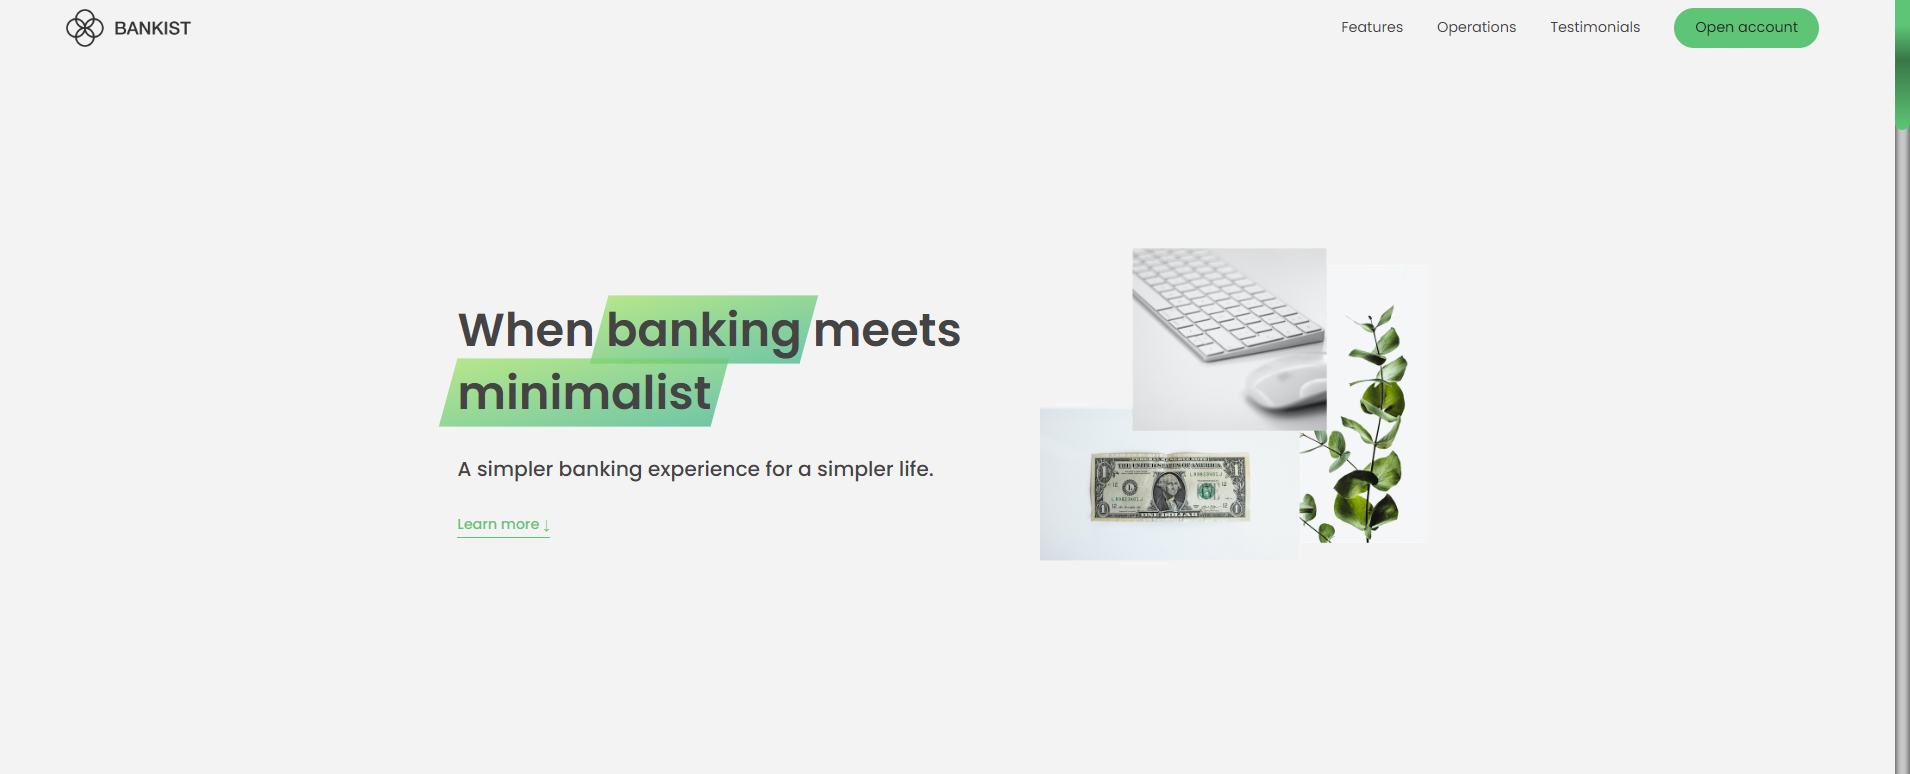 BANKIST
Features
Operations
Testimonials
Open account
When banking meets
minimalist
A simpler banking experience for a simpler life.
Learn more ↓
THE UNITED STATES OF AMERICA
ONE DOLLAR